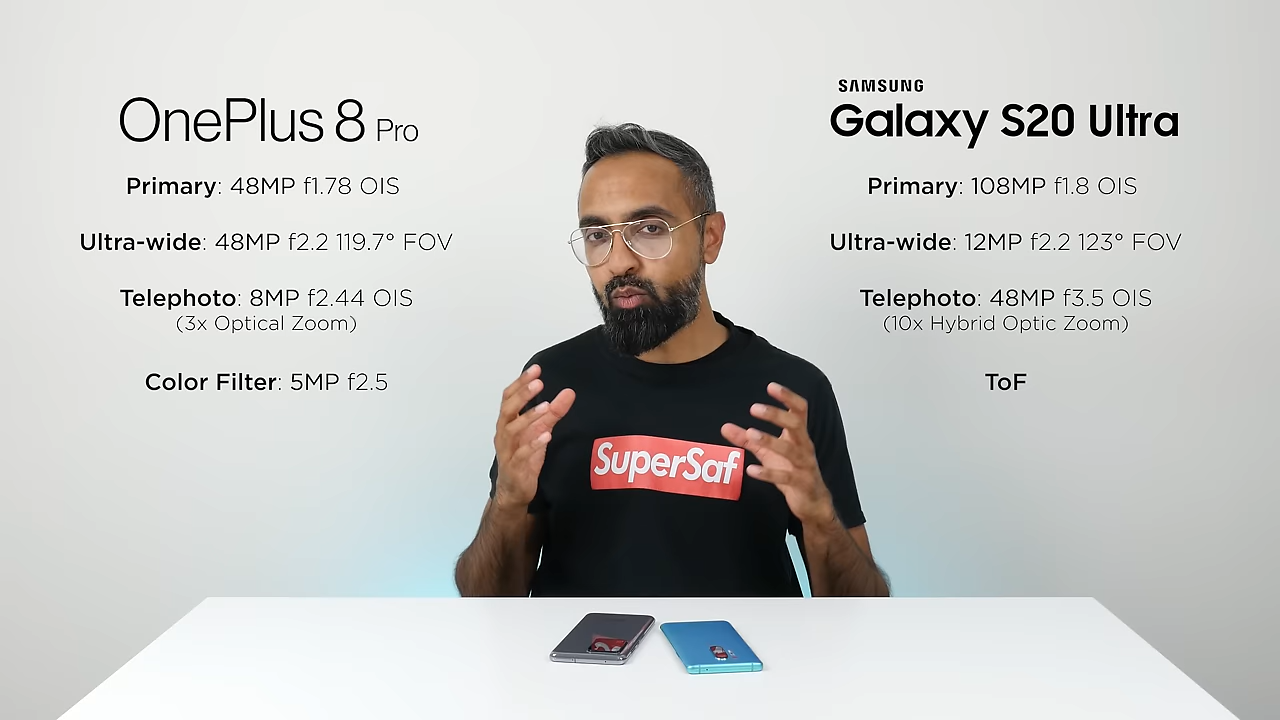 OnePlus 8 Pro
Primary: 48MP f1.78 OIS
Ultra-wide: 48MP f2.2 119.7° FOV
Telephoto: 8MP f2.44 OIS
(3x Optical Zoom)
Color Filter: 5MP f2.5
SAMSUNG
Galaxy S20 Ultra
Primary: 108MP f1.8 OIS
Ultra-wide: 12MP f2.2 123° FOV
Telephoto: 48MP f3.5 OIS
(10x Hybrid Optic Zoom)
ToF
SuperSaf